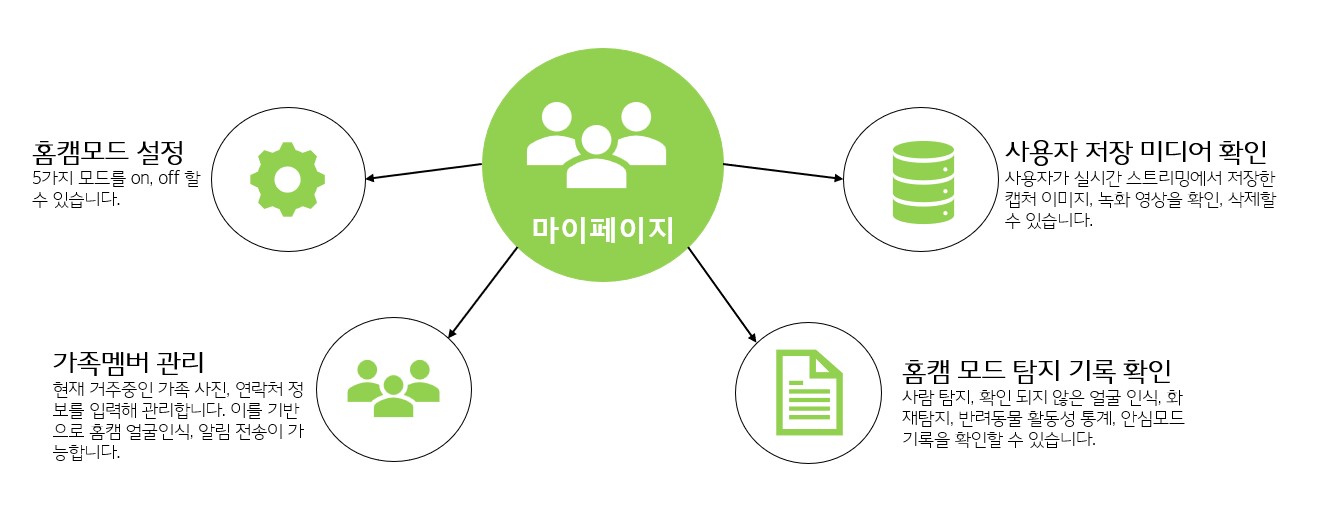 마이페이지
홈캠모드 설정
5가지 모드를 on, off 할
수 있습니다.
사용자 저장 미디어 확인
사용자가 실시간 스트리밍에서 저장한
캡처 이미지, 녹화 영상을 확인, 삭제할
수 있습니다.
가족멤버 관리
현재 거주중인 가족 사진, 연락처 정
보를 입력해 관리합니다. 이를 기반
으로 홈캠 얼굴인식, 알림 전송이 가
능합니다.
홈캠 모드 탐지 기록 확인
사람 탐지, 확인 되지 않은 얼굴 인식, 화
재탐지, 반려동물 활동성 통계, 안심모드
기록을 확인할 수 있습니다.